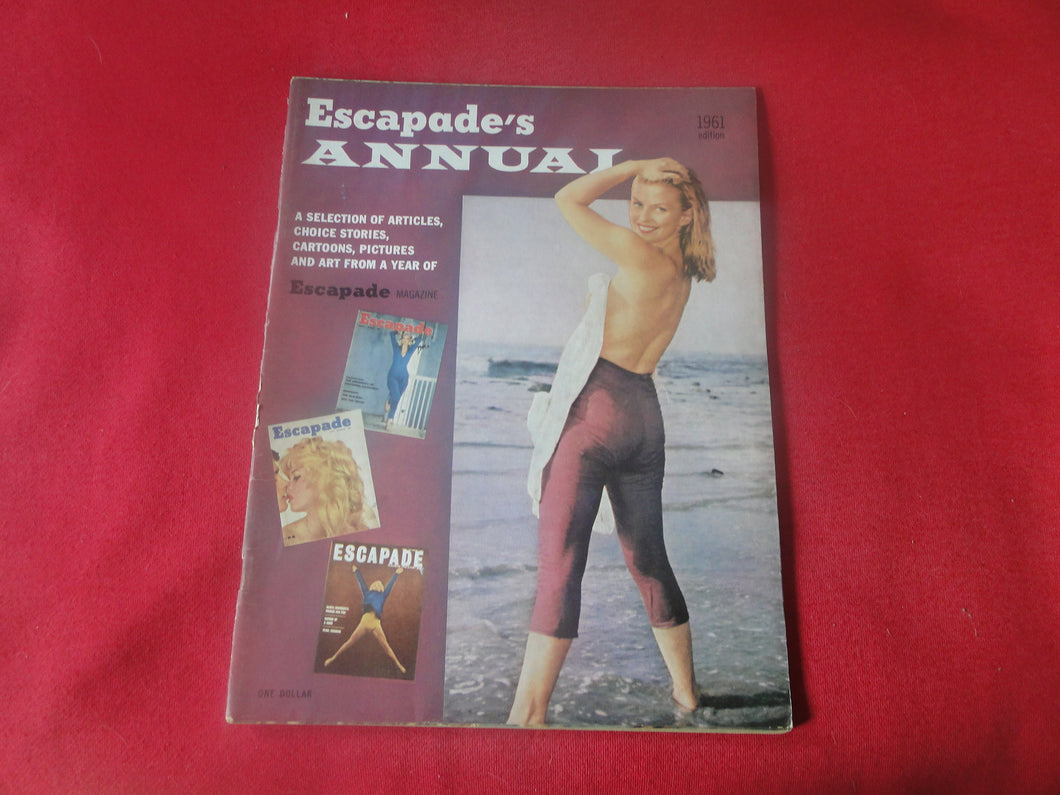 Escapade's
ANNUAL
1961
edition
A SELECTION OF ARTICLES,
CHOICE STORIES,
CARTOONS, PICTURES
AND ART FROM A YEAR OF
Escapade MAGAZINE
Escapade
Escapade
ESCAPADE
ONE DOLLAR